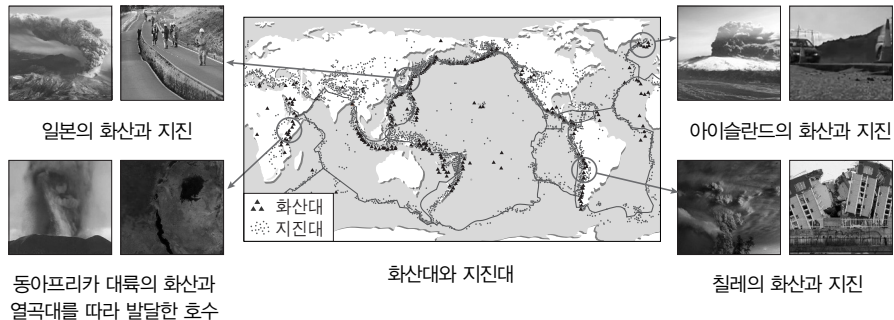 일본의 화산과 지진
아이슬란드의 화산과 지진
화산대
지진대
동아프리카 대륙의 화산과
열곡대를 따라 발달한 호수
화산대와 지진대
칠레의 화산과 지진